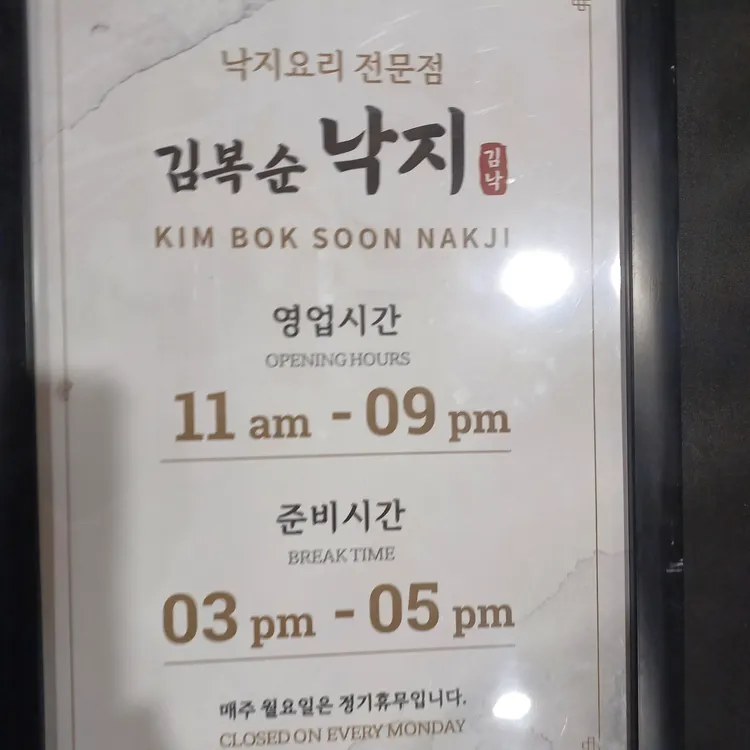 낙지요리 전문점
김복순 낙지
김낙
KIM BOK SOON NAKJI
영업시간
OPENING HOURS
11 am - 09 pm
준비시간
BREAK TIME
03 pm - 05 pm
매주 월요일은 정기휴무입니다.
CLOSED ON EVERY MONDAY